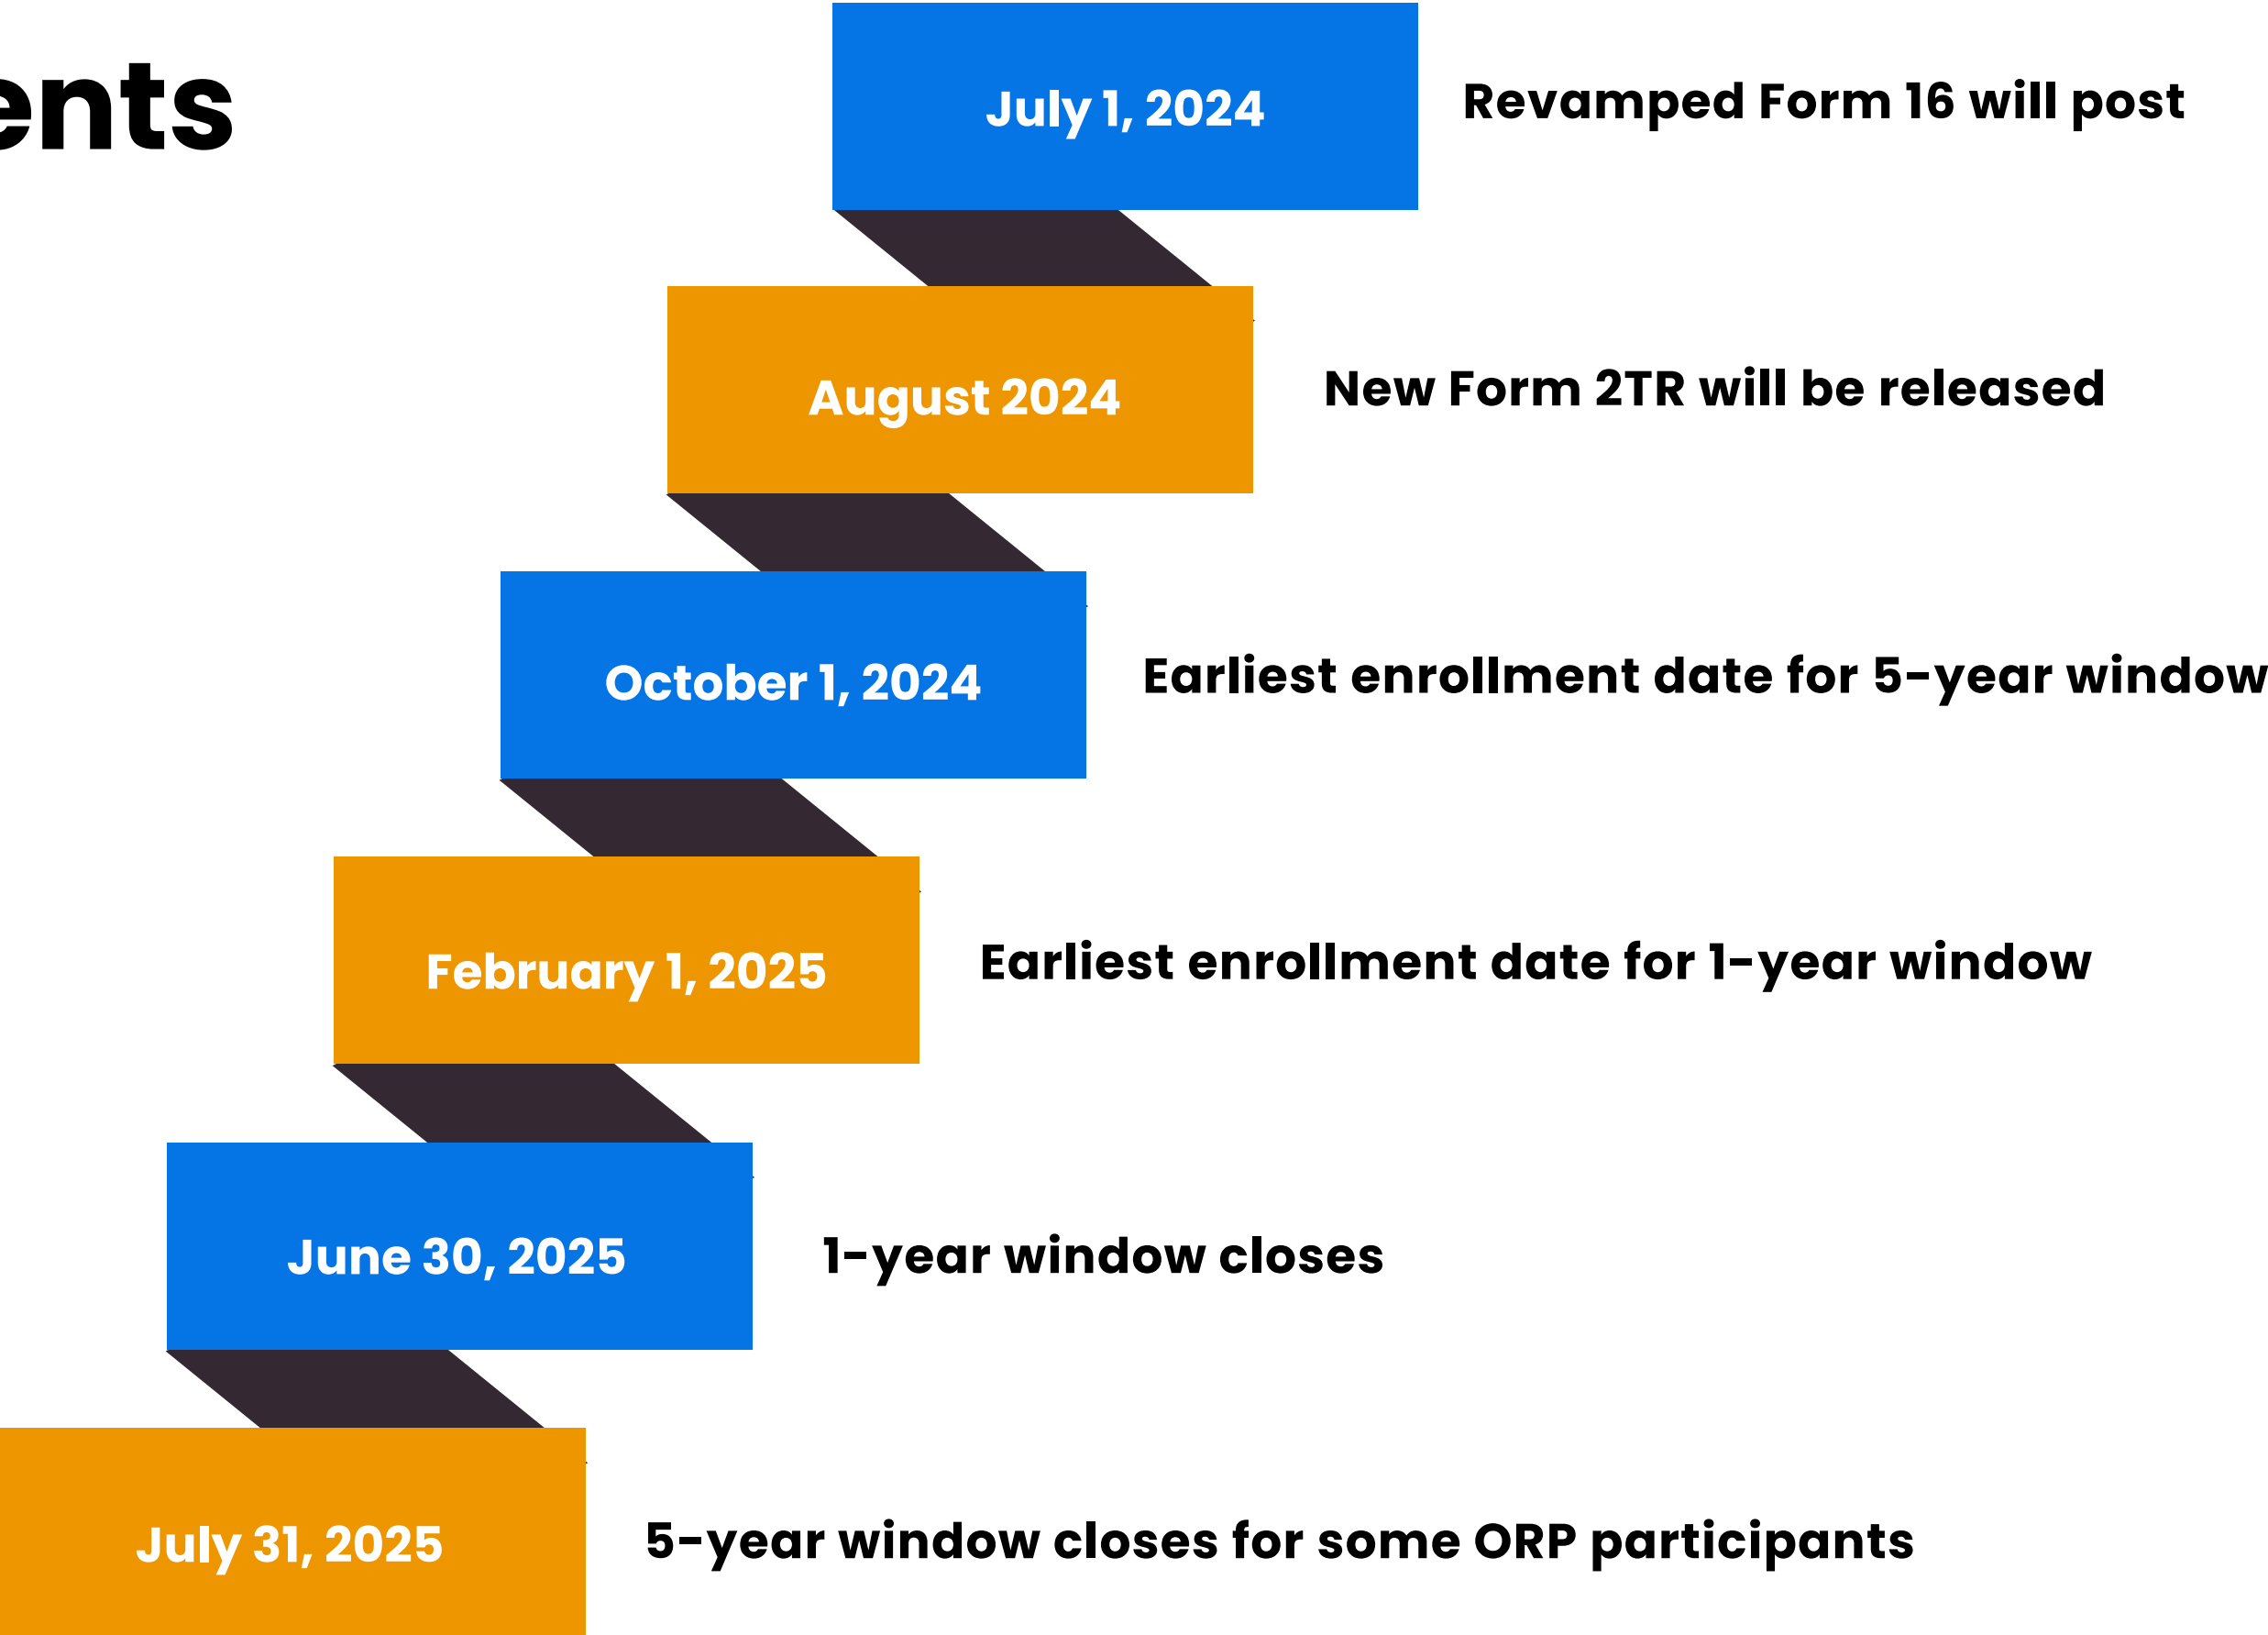 ents
July 1, 2024
Revamped Form 18 will post
August 2024
New Form 2TR will be released
October 1, 2024
Earliest enrollment date for 5-year window
February 1, 2025
Earliest enrollment date for 1-year window
June 30, 2025
1-year window closes
July 31, 2025
5-year window closes for some ORP participants